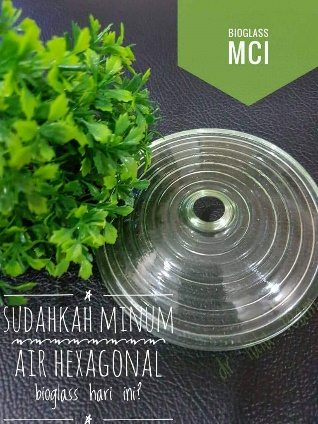 BIOGLASS
MCI
SUDAHKAH MINUM
AIR HEXAGONAL
bioglass hari ini?